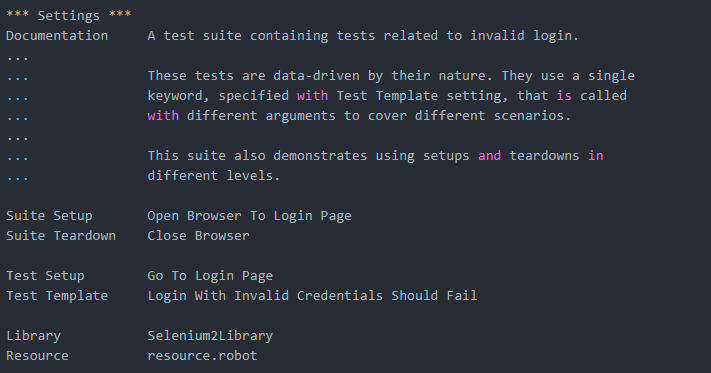 *** Settings ***
Documentation     A test suite containing tests related to invalid login.
...
...               These tests are data-driven by their nature. They use a single
...               keyword, specified with Test Template setting, that is called
...               with different arguments to cover different scenarios.
...
...               This suite also demonstrates using setups and teardowns in
...               different levels.
Suite Setup       Open Browser To Login Page
Suite Teardown    Close Browser
Test Setup        Go To Login Page
Test Template     Login With Invalid Credentials Should Fail
Library           Selenium2Library
Resource          resource.robot